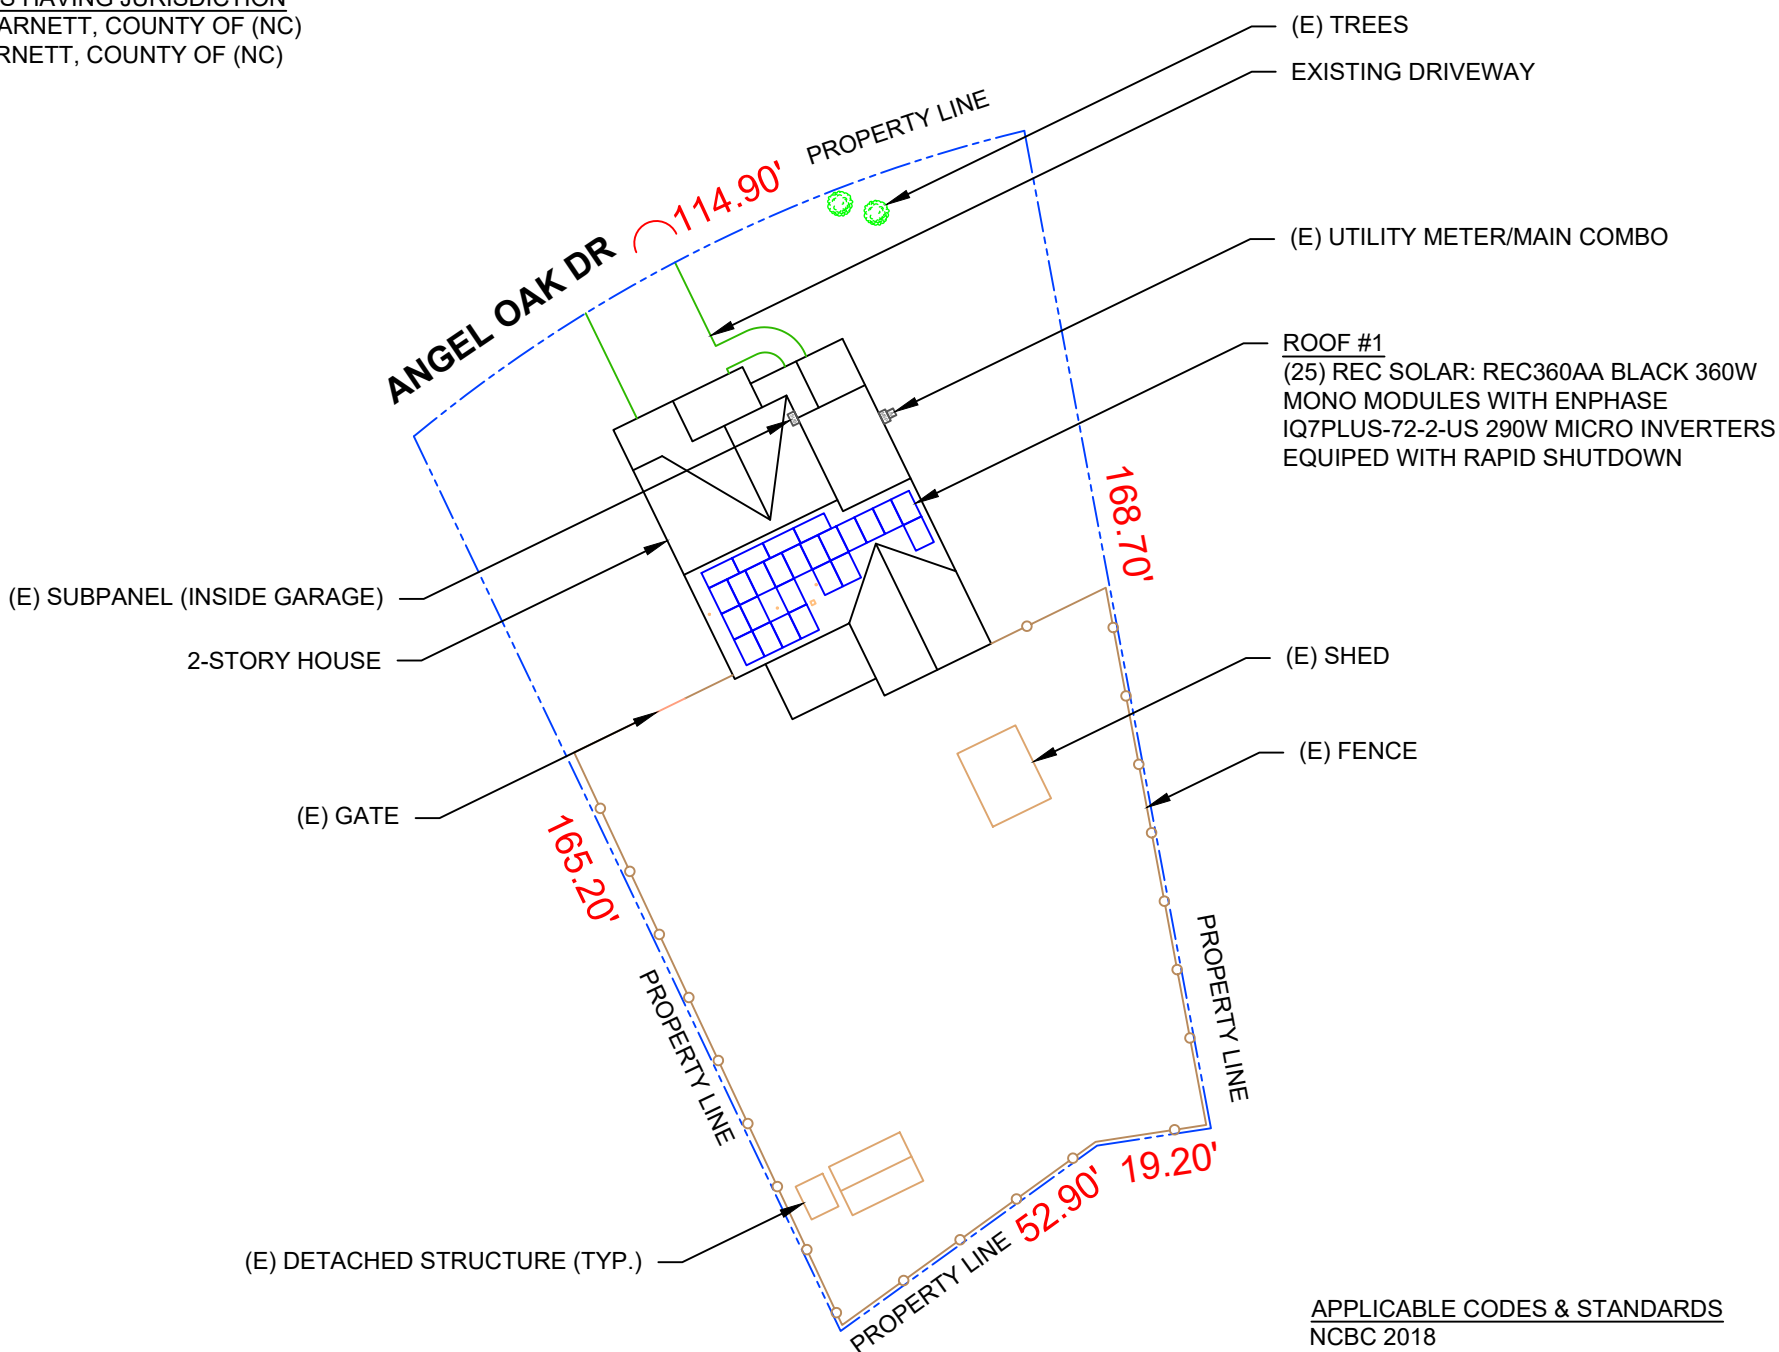 S HAVING JURISDICTION
ARNETT, COUNTY OF (NC)
RNETT, COUNTY OF (NC)
(E) TREES
EXISTING DRIVEWAY
PROPERTY LINE
114.90'
ANGEL OAK DR
(E) UTILITY METER/MAIN COMBO
ROOF #1
(25) REC SOLAR: REC360AA BLACK 360W
MONO MODULES WITH ENPHASE
IQ7PLUS-72-2-US 290W MICRO INVERTERS
EQUIPED WITH RAPID SHUTDOWN
168.70'
(E) SUBPANEL (INSIDE GARAGE)
2-STORY HOUSE
(E) SHED
(E) FENCE
(E) GATE
165.20'
PROPERTY LINE
PROPERTY LINE
19.20'
52.90'
PROPERTY LINE
(E) DETACHED STRUCTURE (TYP.)
APPLICABLE CODES & STANDARDS
NCBC 2018